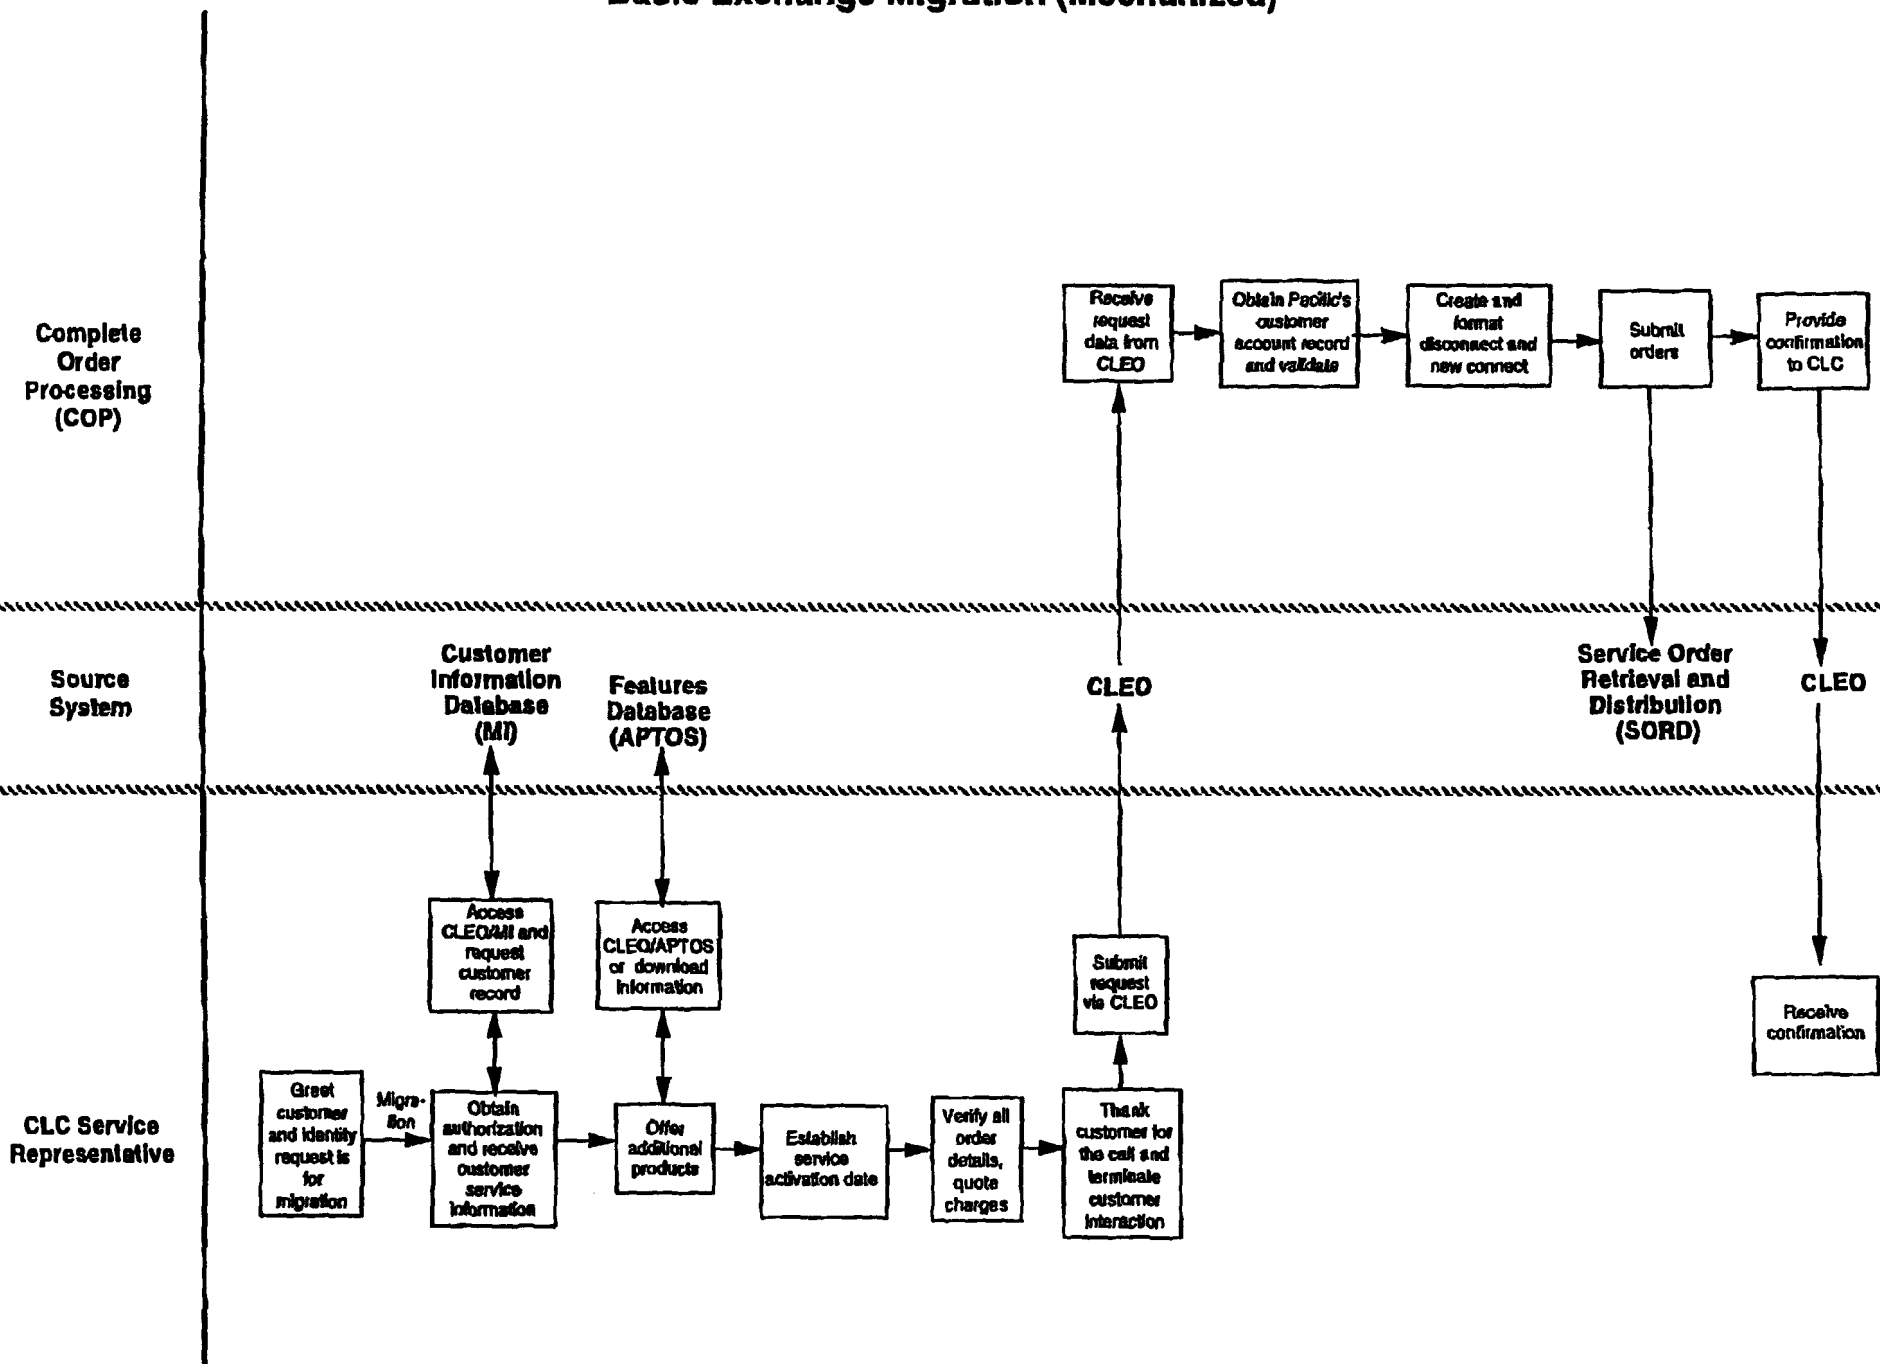 Basic Exchange Migration (Mechanized)
Complete
Order
Processing
(COP)
Receive
request
data from
CLEO
Obtain Pacific's
customer
account record
and validate
Create and
format
disconnect and
new connect
Submit
orders
Provide
confirmation
to CLC
Source
System
Customer
Information
Database
(MI)
Features
Database
(APTOS)
CLEO
Service Order
Retrieval and
Distribution
(SORD)
CLEO
Access
CLEO/MI and
request
customer
record
Access
CLEO/APTOS
or download
information
Submit
request
via CLEO
Receive
confirmation
CLC Service
Representative
Greet
customer
and identity
request is
for
migration
Migra-
tion
Obtain
authorization
and receive
customer
service
information
Offer
additional
products
Establish
service
activation date
Verify all
order
details,
quote
charges
Thank
customer for
the call and
terminate
customer
interaction